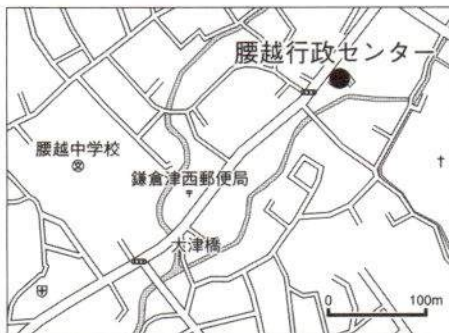 腰越行政センター
腰越中学校
文
鎌倉津西郵便局
〒
大津橋
0 100m